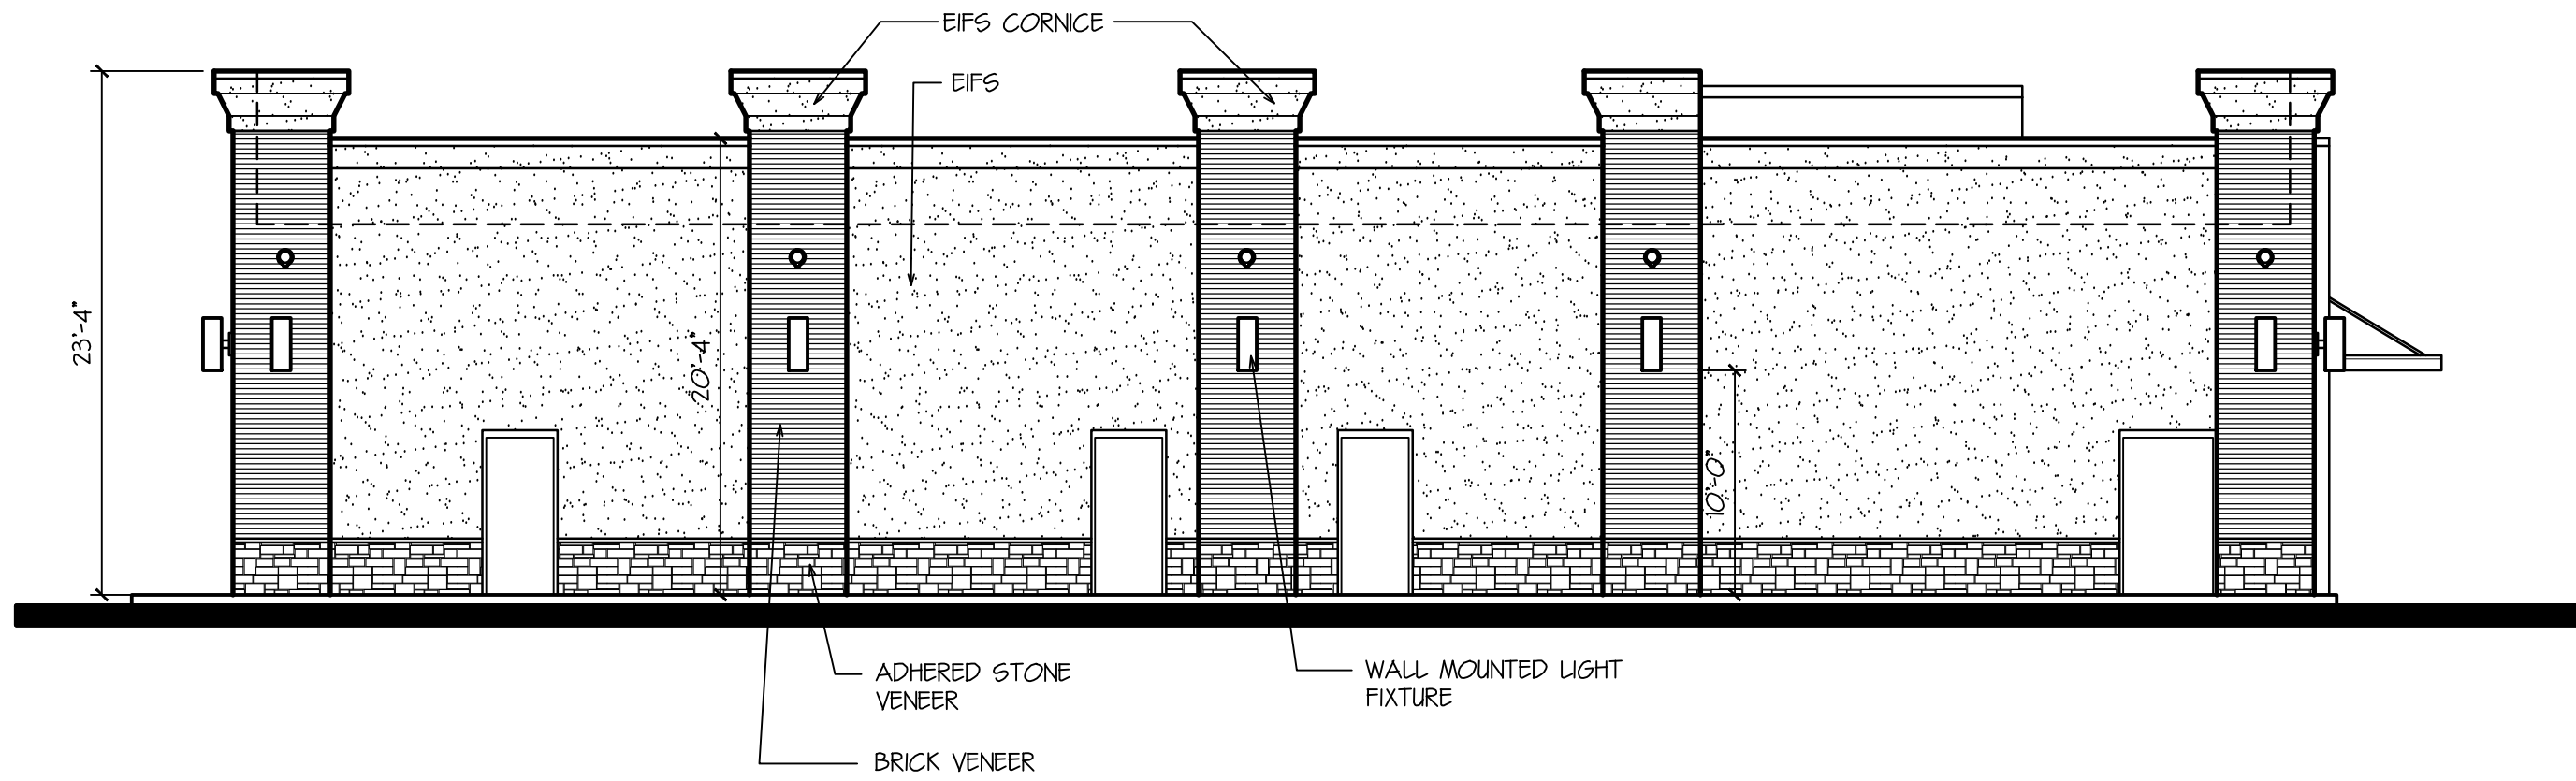 EIFS CORNICE
EIFS
23'-4"
20'-4"
10'-0"
ADHERED STONE
VENEER
WALL MOUNTED LIGHT
FIXTURE
BRICK VENEER